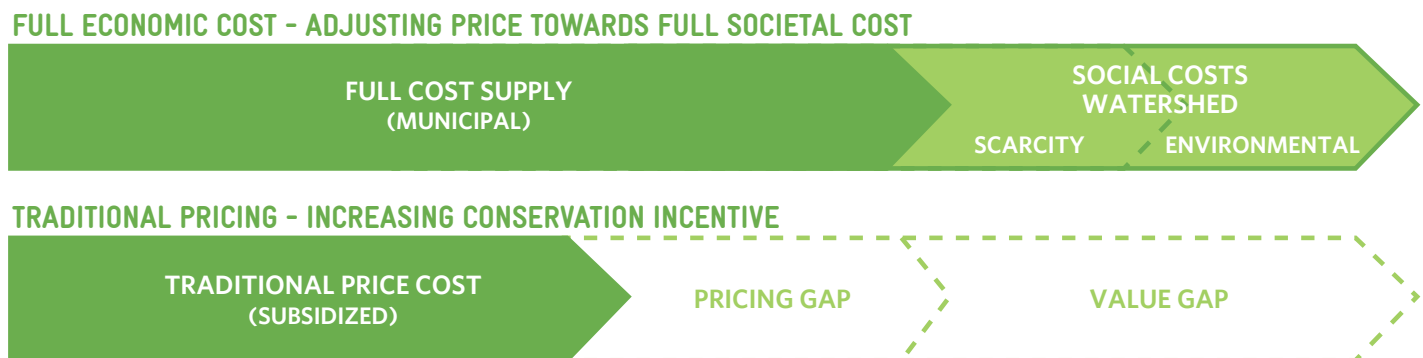 FULL ECONOMIC COST - ADJUSTING PRICE TOWARDS FULL SOCIETAL COST
FULL COST SUPPLY
(MUNICIPAL)
SOCIAL COSTS
WATERSHED
SCARCITY
ENVIRONMENTAL
TRADITIONAL PRICING - INCREASING CONSERVATION INCENTIVE
TRADITIONAL PRICE COST
(SUBSIDIZED)
PRICING GAP
VALUE GAP